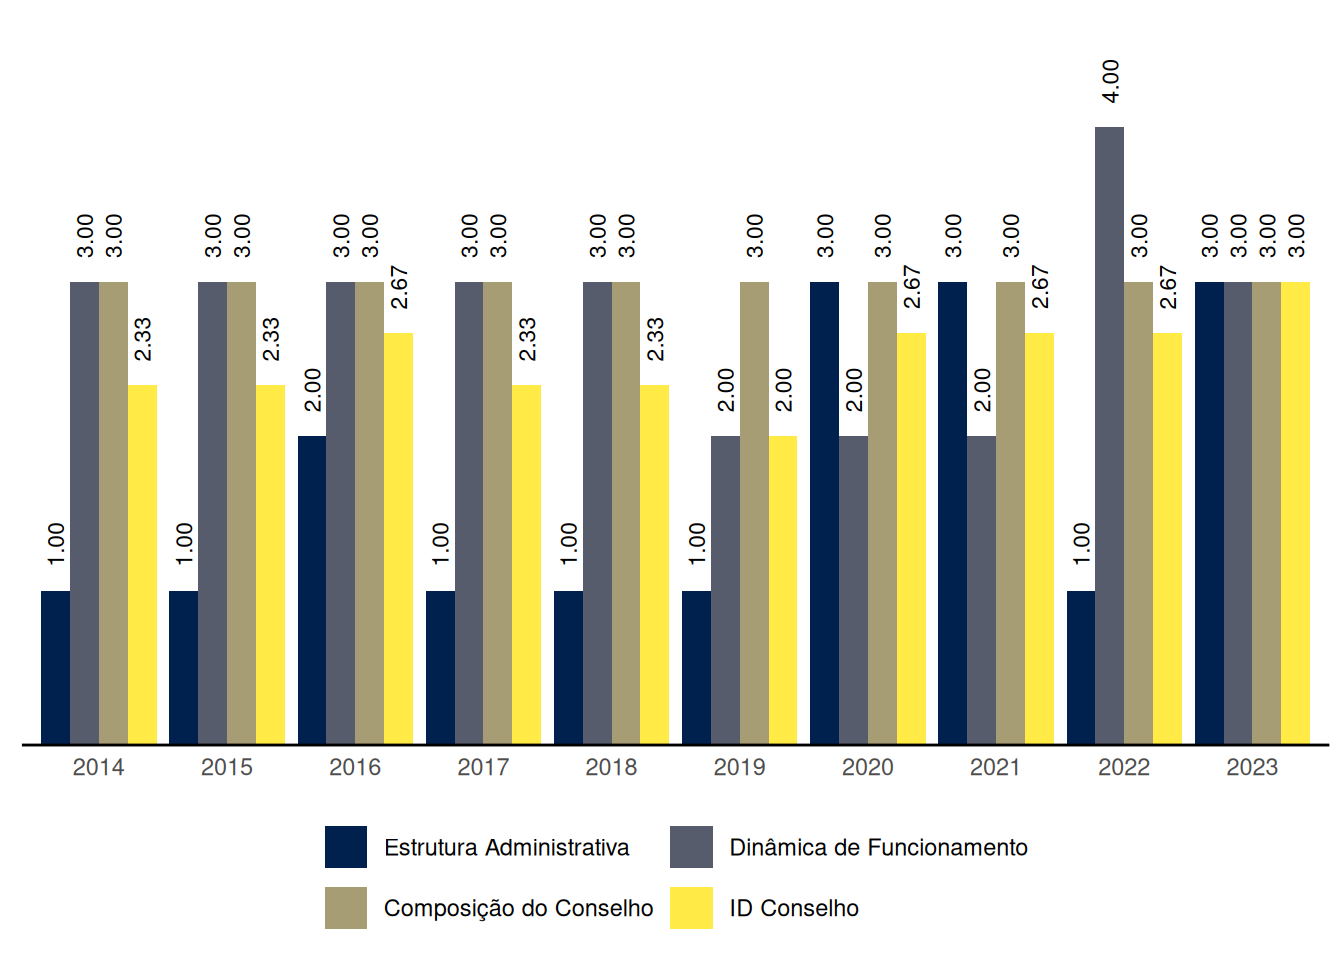 4.00
3.00 3.00 3.00 3.00 3.00 3.00 3.00 3.00 3.00 3.00 3.00 3.00 3.00 3.00 3.00 3.00 3.00 3.00 3.00 3.00
2.67 2.67 2.67 2.67
2.33 2.33 2.33 2.33
2.00 2.00 2.00 2.00 2.00
1.00 1.00 1.00 1.00 1.00 1.00
2014 2015 2016 2017 2018 2019 2020 2021 2022 2023
Estrutura Administrativa Dinâmica de Funcionamento
Composição do Conselho ID Conselho